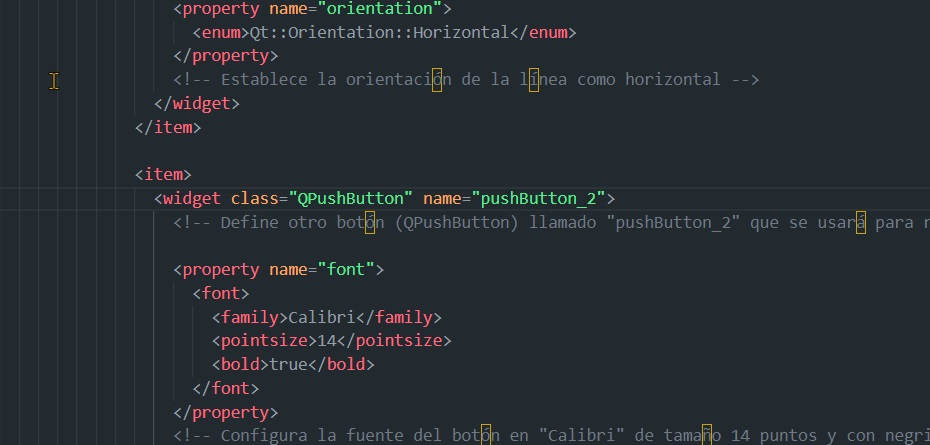 <property name="orientation">
<enum>Qt::Orientation::Horizontal</enum>
</property>
<!-- Establece la orientación de la línea como horizontal -->
</widget>
</item>
<item>
<widget class="QPushButton" name="pushButton_2">
<!-- Define otro botón (QPushButton) llamado "pushButton_2" que se usará para
<property name="font">
<font>
<family>Calibri</family>
<pointsize>14</pointsize>
<bold>true</bold>
</font>
</property>
<!-- Configura la fuente del botón en "Calibri" de tamaño 14 puntos y con